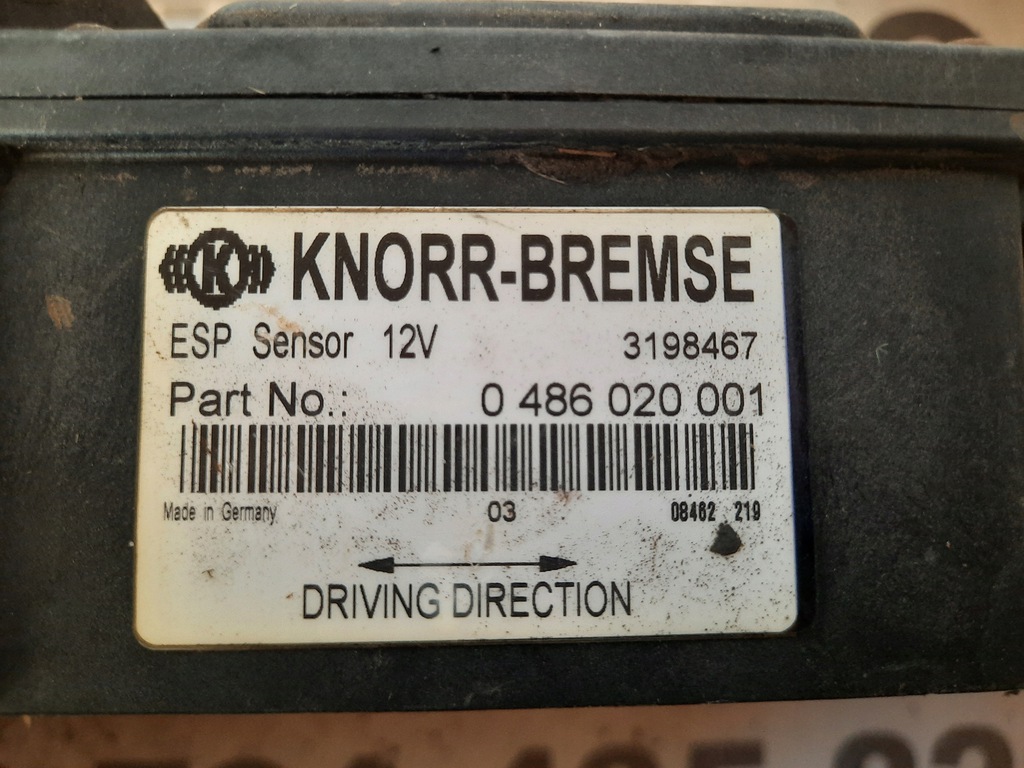 K KNORR-BREMSE
ESP Sensor 12V 3198467
Part No.: 0 486 020 001
Made in Germany 03 08462 219
DRIVING DIRECTION